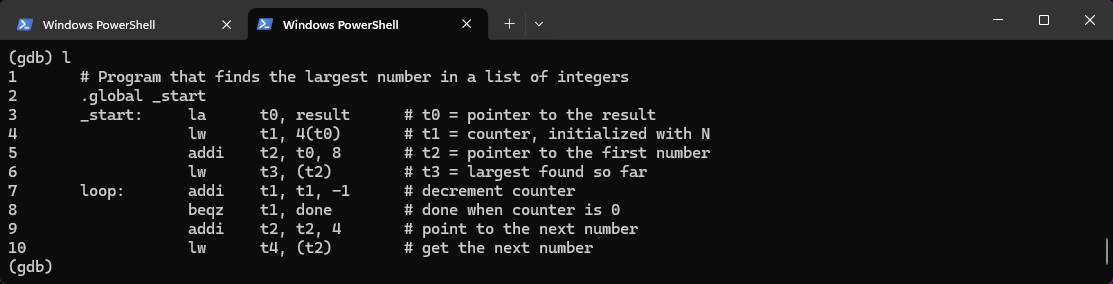 Windows PowerShell
Windows PowerShell
(gdb) l
1       # Program that finds the largest number in a list of integers
2       .global _start
3       _start:     la      t0, result      # t0 = pointer to the result
4                   lw      t1, 4(t0)       # t1 = counter, initialized with N
5                   addi    t2, t0, 8       # t2 = pointer to the first number
6                   lw      t3, (t2)        # t3 = largest found so far
7       loop:       addi    t1, t1, -1      # decrement counter
8                   beqz    t1, done        # done when counter is 0
9                   addi    t2, t2, 4       # point to the next number
10                  lw      t4, (t2)        # get the next number
(gdb)